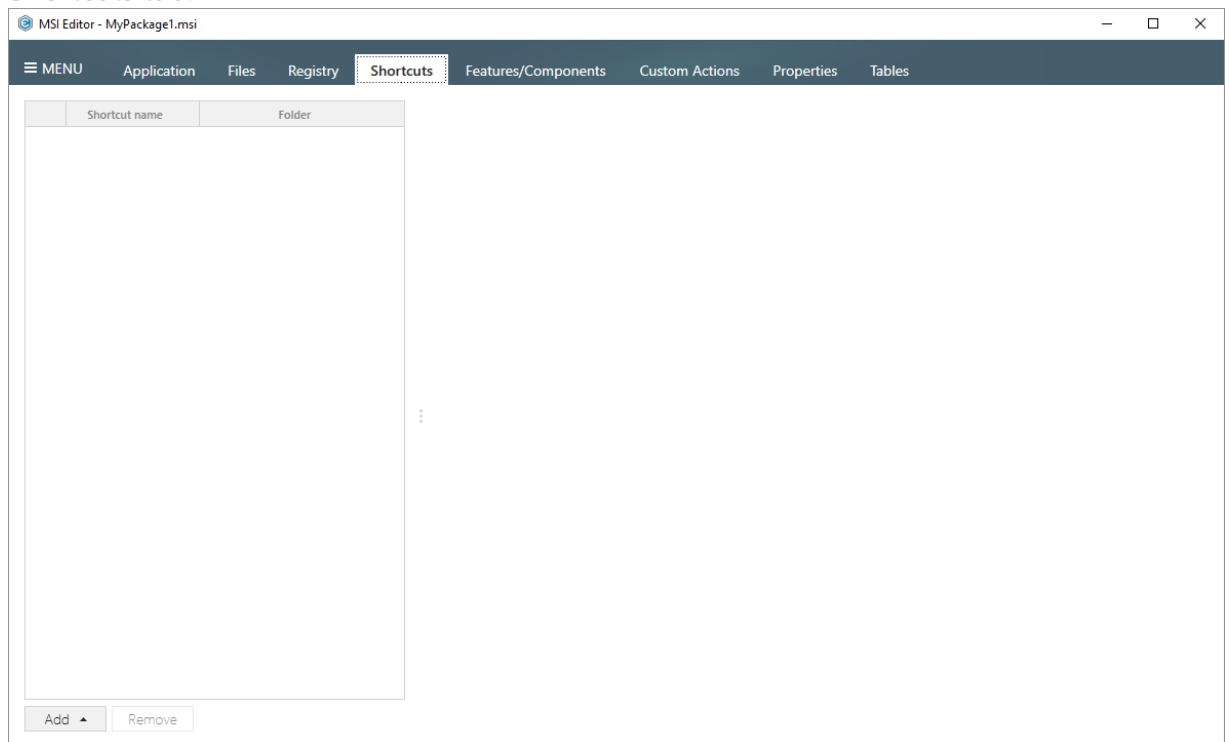 MSI Editor - MyPackage1.msi
MENU Application Files Registry Shortcuts Features/Components Custom Actions Properties Tables
Shortcut name Folder
Add Remove